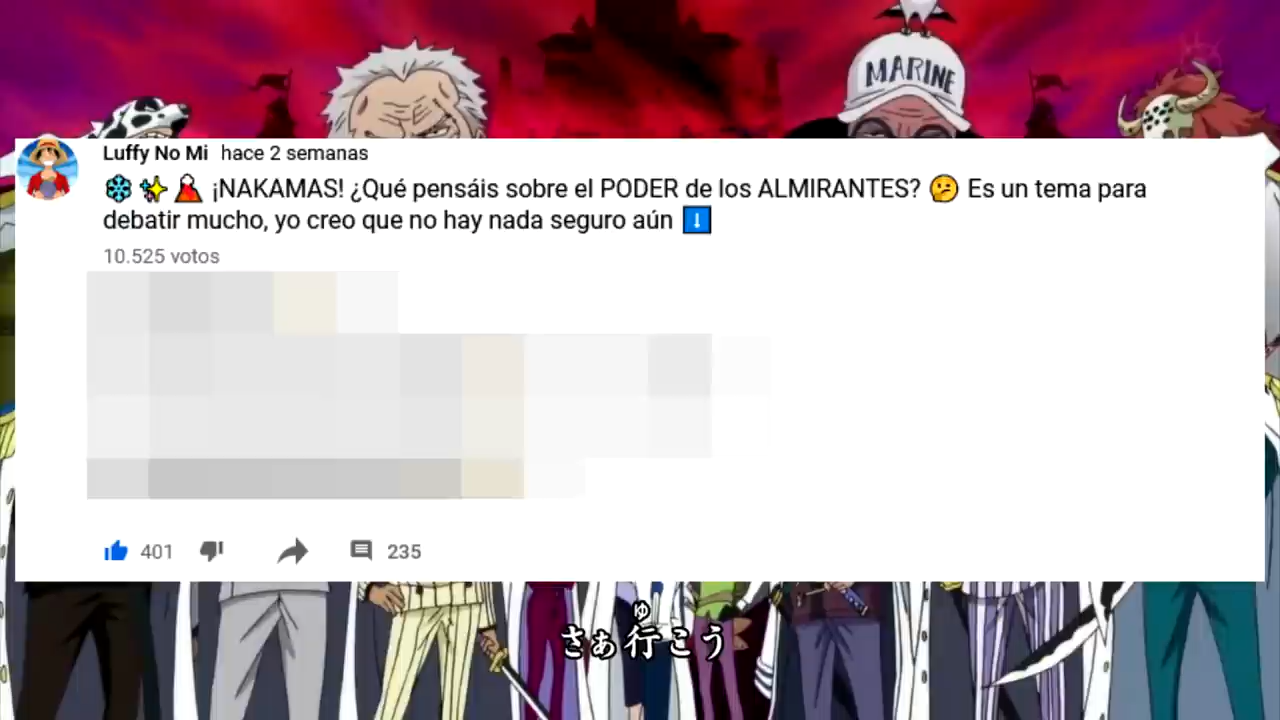 MARINE
Luffy No Mi hace 2 semanas
❄️✨🌋 ¡NAKAMAS! ¿Qué pensáis sobre el PODER de los ALMIRANTES? 🤔 Es un tema para
debatir mucho, yo creo que no hay nada seguro aún ⬇️
10.525 votos
401 235
ゅ
さあ行こう